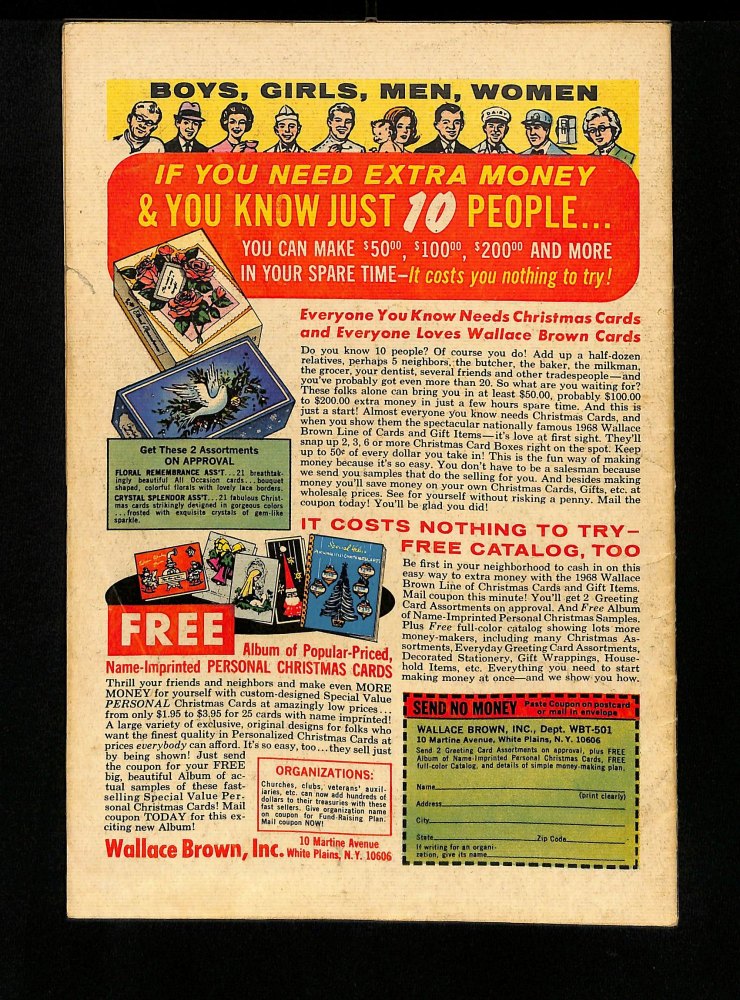 BOYS, GIRLS, MEN, WOMEN
IF YOU NEED EXTRA MONEY
& YOU KNOW JUST 10 PEOPLE...
YOU CAN MAKE $50⁰⁰, $100⁰⁰, $200⁰⁰ AND MORE
IN YOUR SPARE TIME–It costs you nothing to try!
Everyone You Know Needs Christmas Cards
and Everyone Loves Wallace Brown Cards
Do you know 10 people? Of course you do! Add up a half-dozen
relatives, perhaps 5 neighbors, the butcher, the baker, the milkman,
the grocer, your dentist, several friends and other tradespeople—and
you've probably got even more than 20. So what are you waiting for?
These folks alone can bring you in at least $50.00, probably $100.00
to $200.00 extra money in just a few hours spare time. And this is
just a start! Almost everyone you know needs Christmas Cards, and
when you show them the spectacular nationally famous 1968 Wallace
Brown Line of Cards and Gift Items—it's love at first sight. They'll
snap up 2, 3, 6 or more Christmas Card Boxes right on the spot. Keep
up to 50¢ of every dollar you take in! This is the fun way of making
money because it's so easy. You don't have to be a salesman because
we send you samples that do the selling for you. And besides making
money you'll save money on your own Christmas Cards, Gifts, etc. at
wholesale prices. See for yourself without risking a penny. Mail the
coupon today! You'll be glad you did!
Get These 2 Assortments
ON APPROVAL
FLORAL REMEMBRANCE ASS'T...21 breathtak-
ingly beautiful All Occasion cards...bouquet
shaped, colorful florals with lovely lace borders.
CRYSTAL SPLENDOR ASS'T...21 fabulous Christ-
mas cards strikingly designed in gorgeous colors
...frosted with exquisite crystals of gem-like
sparkle.
IT COSTS NOTHING TO TRY–
FREE CATALOG, TOO
Be first in your neighborhood to cash in on this
easy way to extra money with the 1968 Wallace
Brown Line of Christmas Cards and Gift Items.
Mail coupon this minute! You'll get 2 Greeting
Card Assortments on approval. And Free Album
of Name-Imprinted Personal Christmas Samples.
Plus Free full-color catalog showing lots more
money-makers, including many Christmas As-
sortments, Everyday Greeting Card Assortments,
Decorated Stationery, Gift Wrappings, House-
hold Items, etc. Everything you need to start
making money at once—and we show you how.
FREE
Album of Popular-Priced,
Name-Imprinted PERSONAL CHRISTMAS CARDS
Thrill your friends and neighbors and make even MORE
MONEY for yourself with custom-designed Special Value
PERSONAL Christmas Cards at amazingly low prices...
from only $1.95 to $3.95 for 25 cards with name imprinted!
A large variety of exclusive, original designs for folks who
want the finest quality in Personalized Christmas Cards at
prices everybody can afford. It's so easy, too...they sell just
by being shown! Just send
the coupon for your FREE
big, beautiful Album of ac-
tual samples of these fast-
selling Special Value Per-
sonal Christmas Cards! Mail
coupon TODAY for this ex-
citing new Album!
ORGANIZATIONS:
Churches, clubs, veterans' auxil-
iaries, etc. can now add hundreds of
dollars to their treasuries with these
fast sellers. Give organization name
on coupon for Fund-Raising Plan.
Mail coupon NOW!
Wallace Brown, Inc.
10 Martine Avenue
White Plains, N. Y. 10606
SEND NO MONEY Paste Coupon on postcard
or mail in envelope
WALLACE BROWN, INC., Dept. WBT-501
10 Martine Avenue, White Plains, N. Y. 10606
Send 2 Greeting Card Assortments on approval, plus FREE
Album of Name-Imprinted Personal Christmas Cards, FREE
full-color Catalog, and details of simple money-making plan.
Name
(print clearly)
Address
City
State Zip Code
If writing for an organi-
zation, give its name